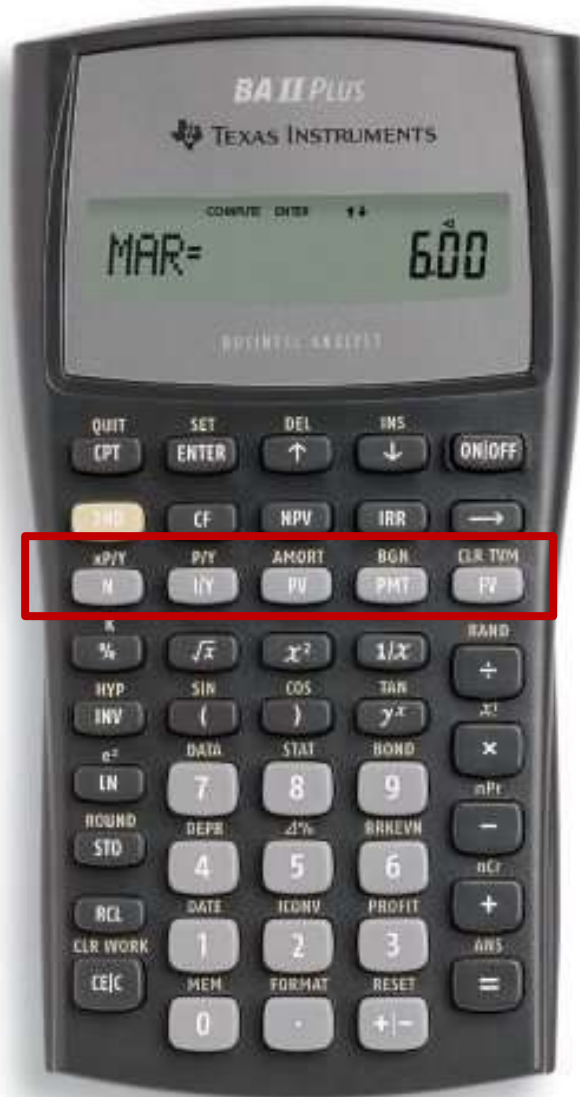 BA II PLUS
TEXAS INSTRUMENTS
COMPUTE ENTER ↑↓
MAR= 6.00
BUSINESS ANALYST
QUIT SET DEL INS
CPT ENTER ↑ ↓ ON|OFF
2ND CF NPV IRR →
xP/Y P/Y AMORT BGN CLR TVM
N I/Y PV PMT FV
K RAND
% √x x² 1/x ÷
HYP SIN COS TAN x!
INV ( ) yˣ ×
eˣ DATA STAT BOND nPr
LN 7 8 9 −
ROUND DEPR Δ% BRKEVN nCr
STO 4 5 6 +
DATE ICONV PROFIT ANS
RCL 1 2 3 =
CLR WORK MEM FORMAT RESET
CE|C 0 . +|−